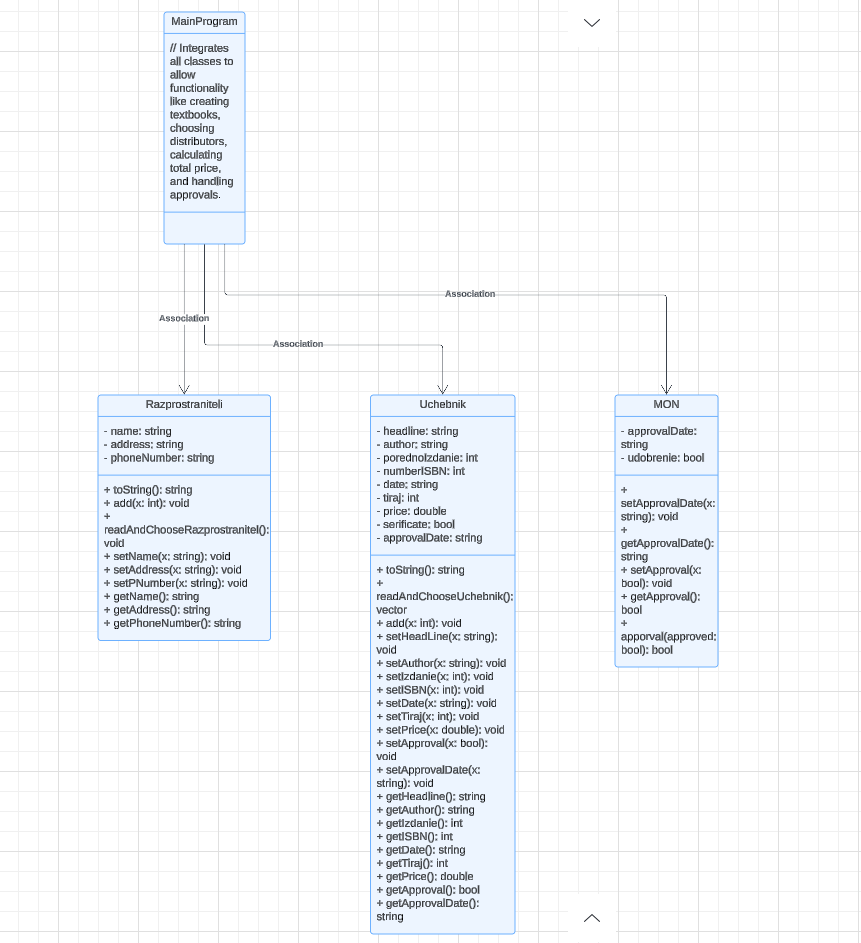 MainProgram
// Integrates
all classes to
allow
functionality
like creating
textbooks,
choosing
distributors,
calculating
total price,
and handling
approvals.
Association
Association
Association
Razprostraniteli
- name: string
- address: string
- phoneNumber: string
+ toString(): string
+ add(x: int): void
+
readAndChooseRazprostranitel():
void
+ setName(x: string): void
+ setAddress(x: string): void
+ setPNumber(x: string): void
+ getName(): string
+ getAddress(): string
+ getPhoneNumber(): string
Uchebnik
- headline: string
- author: string
- porednoIzdanie: int
- numberISBN: int
- date: string
- tiraj: int
- price: double
- serificate: bool
- approvalDate: string
+ toString(): string
+
readAndChooseUchebnik():
vector
+ add(x: int): void
+ setHeadLine(x: string):
void
+ setAuthor(x: string): void
+ setIzdanie(x: int): void
+ setISBN(x: int): void
+ setDate(x: string): void
+ setTiraj(x: int): void
+ setPrice(x: double): void
+ setApproval(x: bool):
void
+ setApprovalDate(x:
string): void
+ getHeadline(): string
+ getAuthor(): string
+ getIzdanie(): int
+ getISBN(): int
+ getDate(): string
+ getTiraj(): int
+ getPrice(): double
+ getApproval(): bool
+ getApprovalDate():
string
MON
- approvalDate:
string
- udobrenie: bool
+
setApprovalDate(x:
string): void
+
getApprovalDate():
string
+ setApproval(x:
bool): void
+ getApproval():
bool
+
apporval(approved:
bool): bool